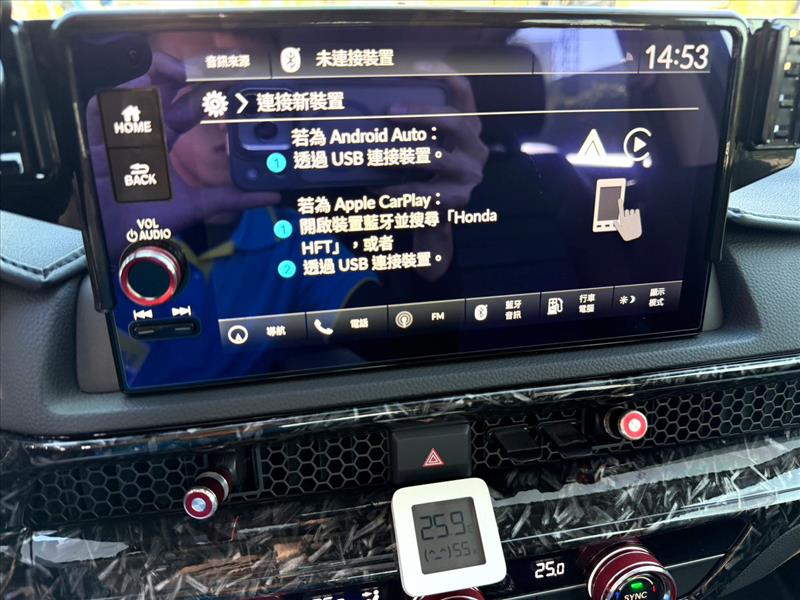 音訊來源 未連接裝置 14:53
連接新裝置
HOME
BACK
VOL
AUDIO
若為 Android Auto：
1 透過 USB 連接裝置。
若為 Apple CarPlay：
1 開啟裝置藍牙並搜尋「Honda
HFT」，或者
2 透過 USB 連接裝置。
導航
電話
FM
藍牙
音訊
行車
電腦
顯示
模式
25.9°C
(^_^) 55%
25.0
SYNC